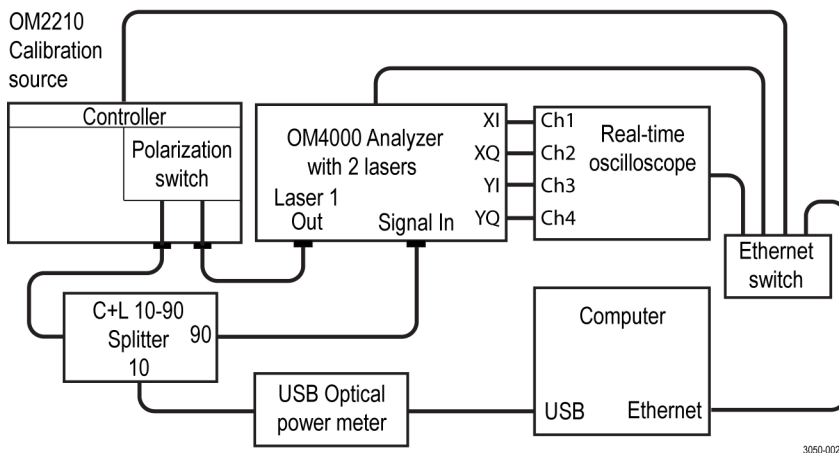 OM2210
Calibration
source
Controller
Polarization
switch
OM4000 Analyzer
with 2 lasers
Laser 1
Out
Signal In
XI
XQ
YI
YQ
Ch1
Ch2
Ch3
Ch4
Real-time
oscilloscope
Ethernet
switch
C+L 10-90
Splitter
90
10
USB Optical
power meter
Computer
USB
Ethernet
3050-002